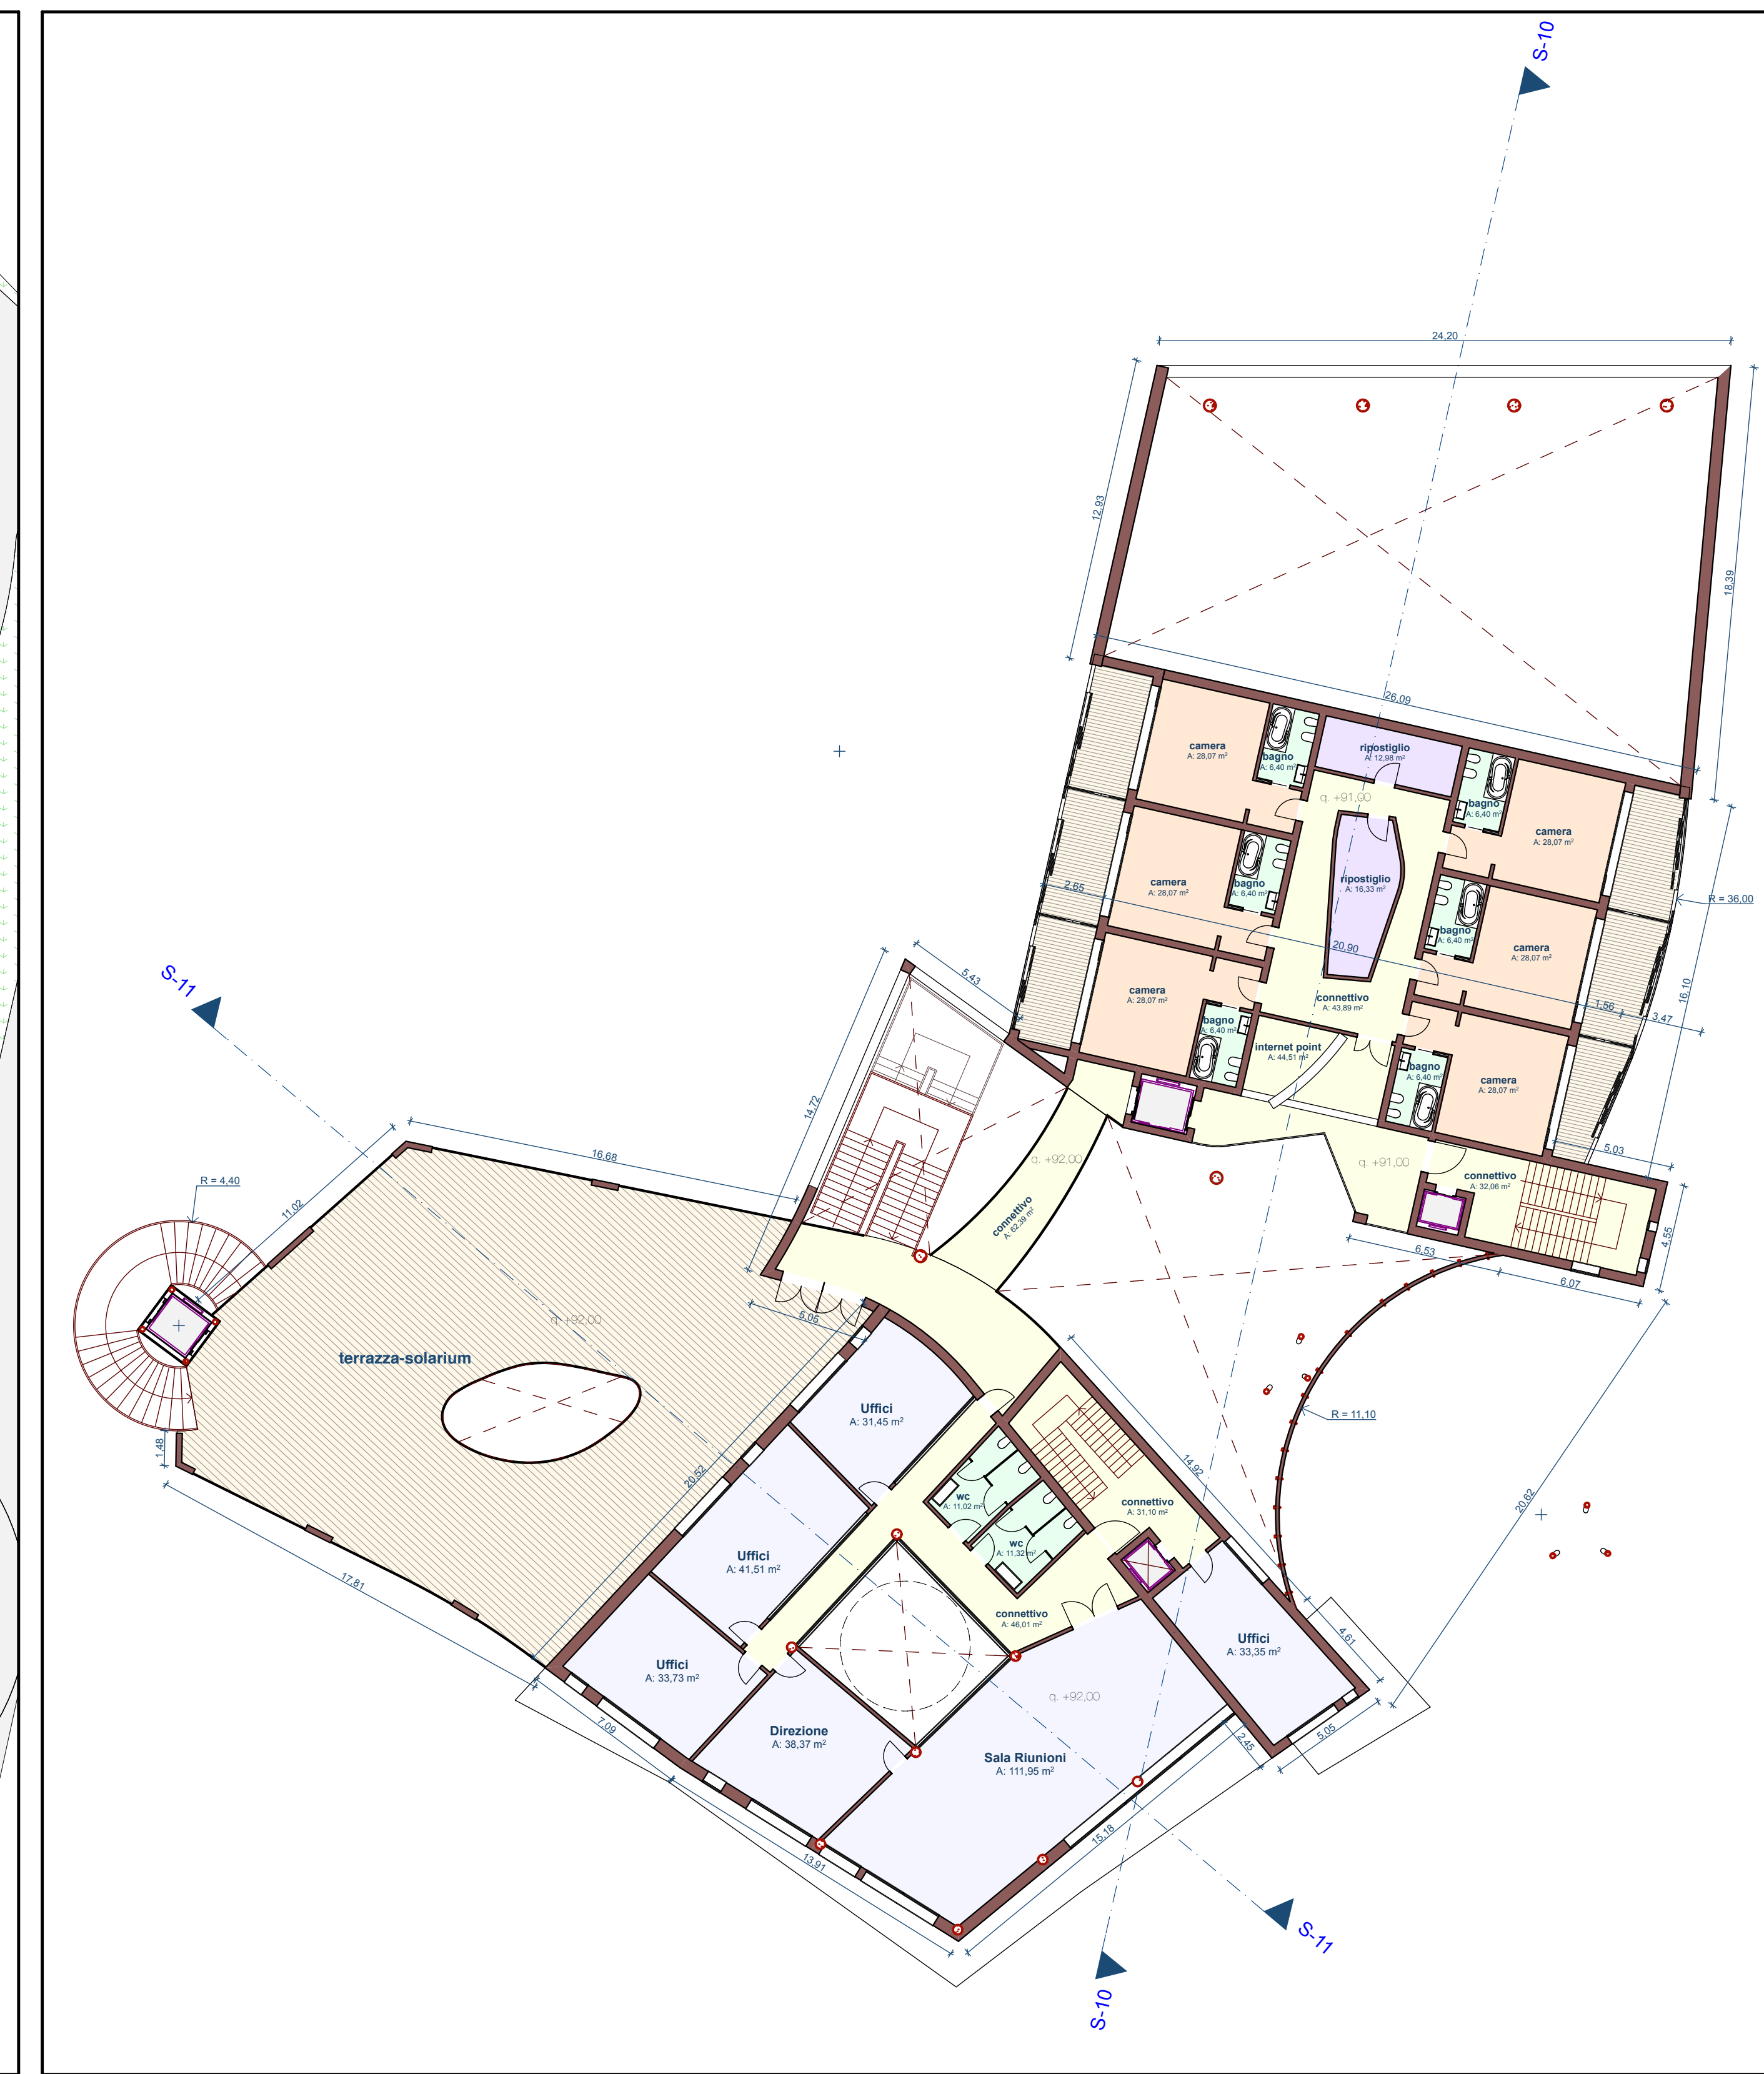 S-10
24,20
12,93
18,39
26,09
camera
A: 28,07 m²
bagno
A: 6,40 m²
ripostiglio
A: 12,98 m²
q. +91,00
bagno
A: 6,40 m²
camera
A: 28,07 m²
camera
A: 28,07 m²
bagno
A: 6,40 m²
ripostiglio
A: 16,33 m²
2,65
R = 36,00
bagno
A: 6,40 m²
camera
A: 28,07 m²
20,90
camera
A: 28,07 m²
bagno
A: 6,40 m²
connettivo
A: 43,89 m²
1,56
3,47
16,10
internet point
A: 44,51 m²
bagno
A: 6,40 m²
camera
A: 28,07 m²
S-11
5,43
14,72
16,68
11,02
R = 4,40
q. +92,00
connettivo
A: 62,39 m²
q. +91,00
5,03
connettivo
A: 32,06 m²
4,55
6,53
6,07
q. +92,00
5,05
terrazza-solarium
1,48
17,81
20,52
Uffici
A: 31,45 m²
R = 11,10
14,92
20,62
wc
A: 11,02 m²
connettivo
A: 31,10 m²
wc
A: 11,32 m²
Uffici
A: 41,51 m²
connettivo
A: 46,01 m²
Uffici
A: 33,35 m²
4,61
Uffici
A: 33,73 m²
q. +92,00
7,09
Direzione
A: 38,37 m²
Sala Riunioni
A: 111,95 m²
2,45
5,05
15,18
13,91
S-11
S-10